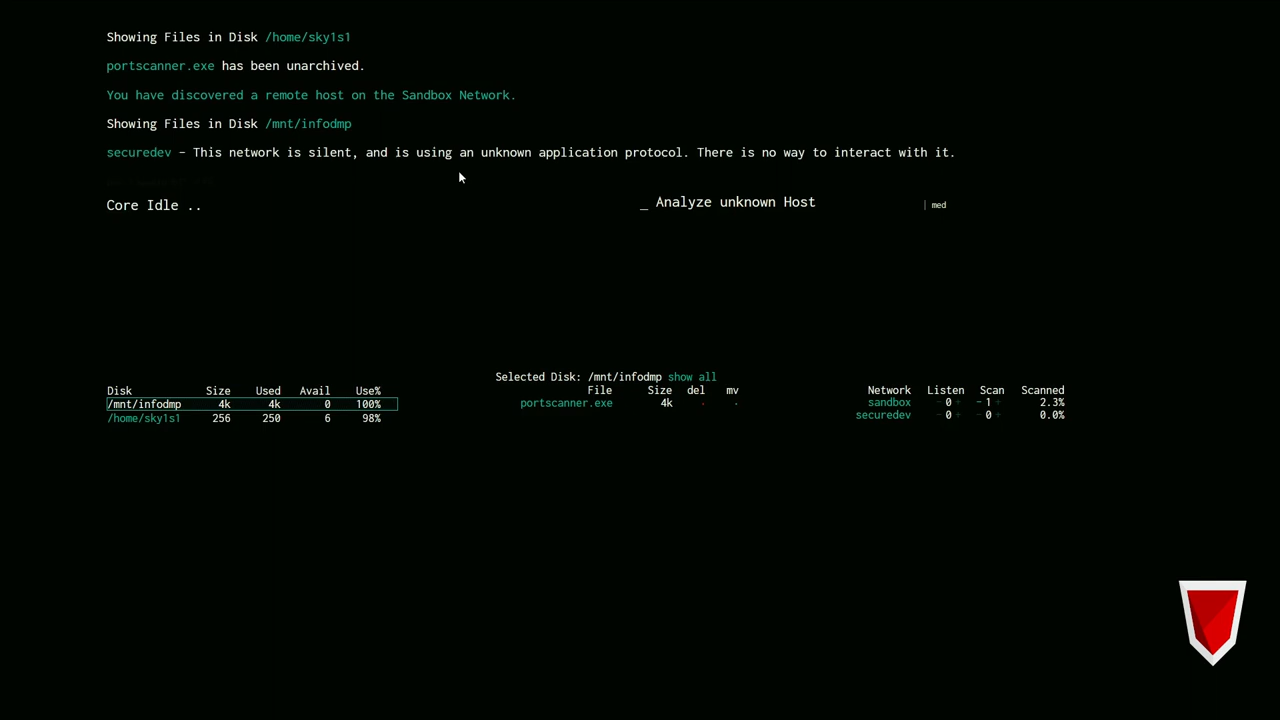 Showing Files in Disk /home/sky1s1
portscanner.exe has been unarchived.
You have discovered a remote host on the Sandbox Network.
Showing Files in Disk /mnt/infodmp
securedev – This network is silent, and is using an unknown application protocol. There is no way to interact with it.
Core Idle .. _ Analyze unknown Host | med
Selected Disk: /mnt/infodmp show all
Disk Size Used Avail Use% File Size del mv Network Listen Scan Scanned
/mnt/infodmp 4k 4k 0 100% portscanner.exe 4k . . sandbox - 0 + - 1 + 2.3%
/home/sky1s1 256 250 6 98% securedev - 0 + - 0 + 0.0%